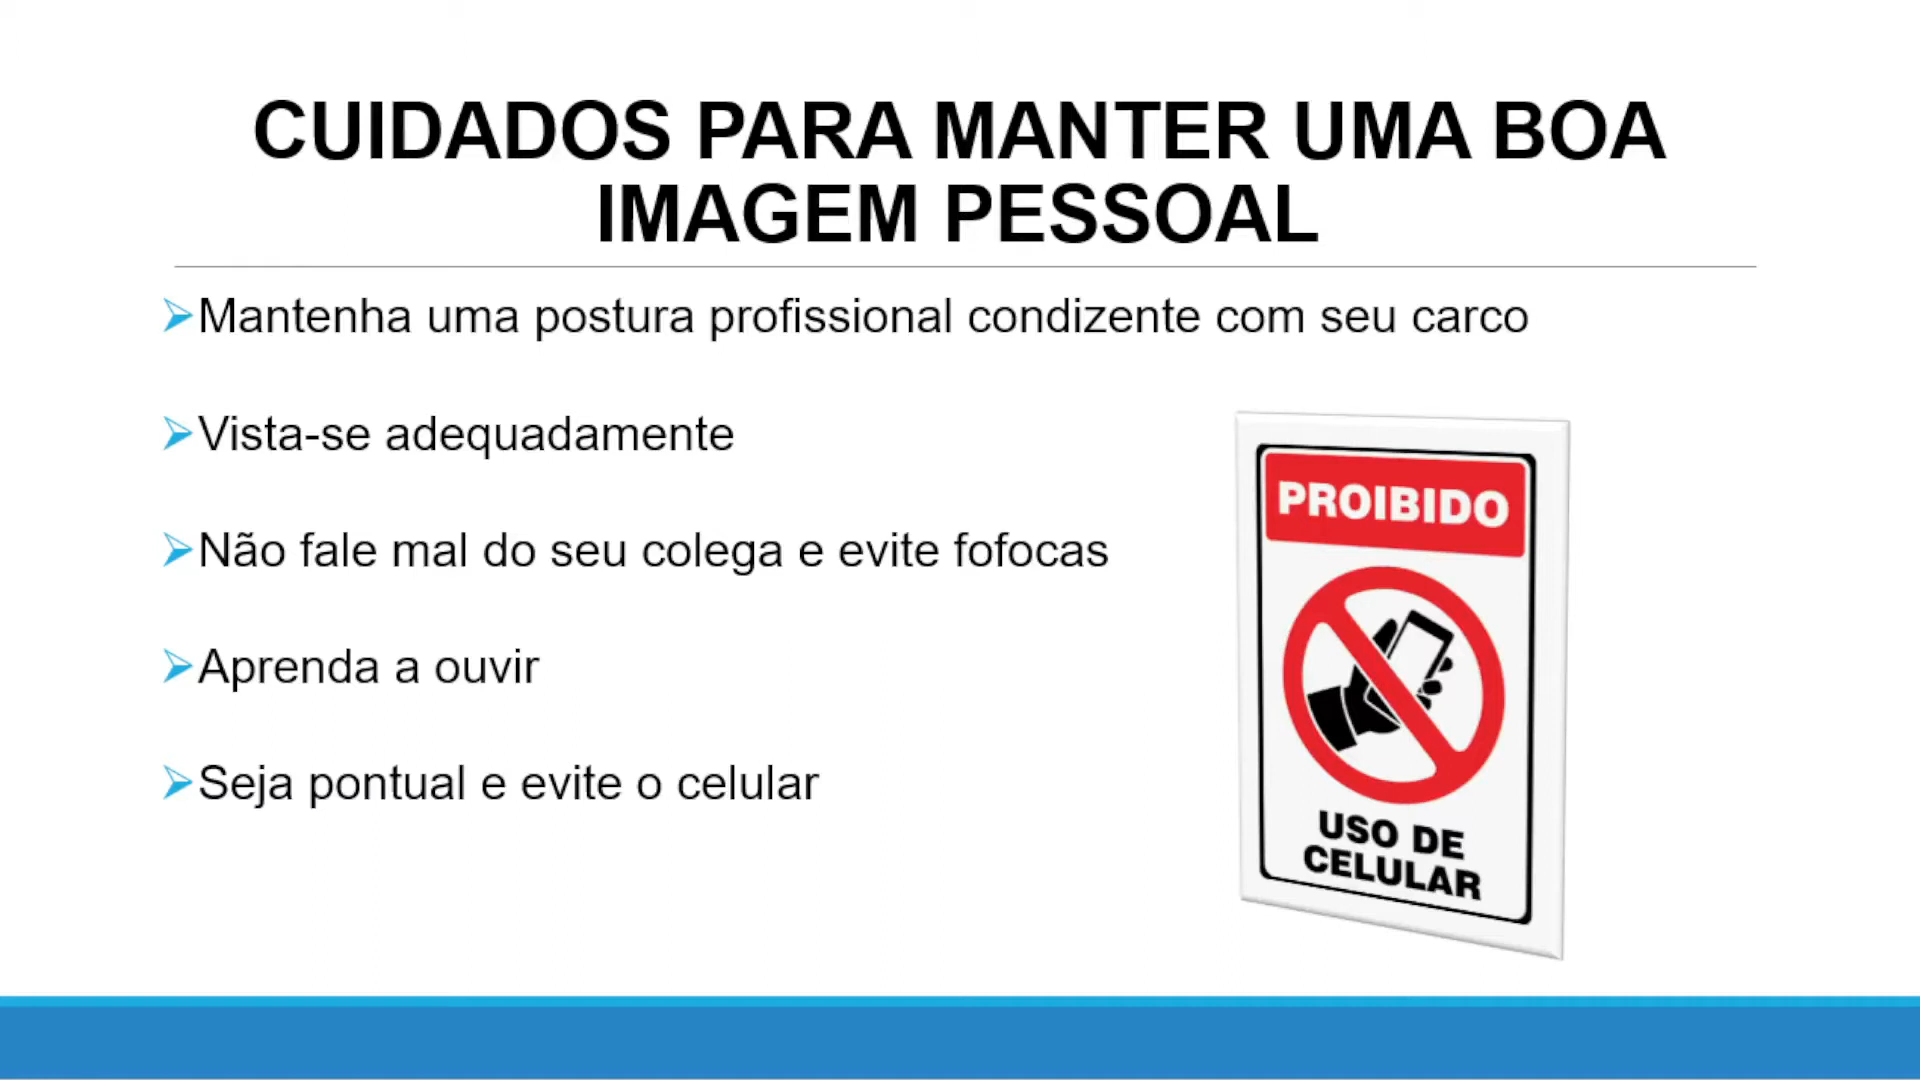 CUIDADOS PARA MANTER UMA BOA
IMAGEM PESSOAL
Mantenha uma postura profissional condizente com seu carco
Vista-se adequadamente
Não fale mal do seu colega e evite fofocas
Aprenda a ouvir
Seja pontual e evite o celular
PROIBIDO
USO DE
CELULAR